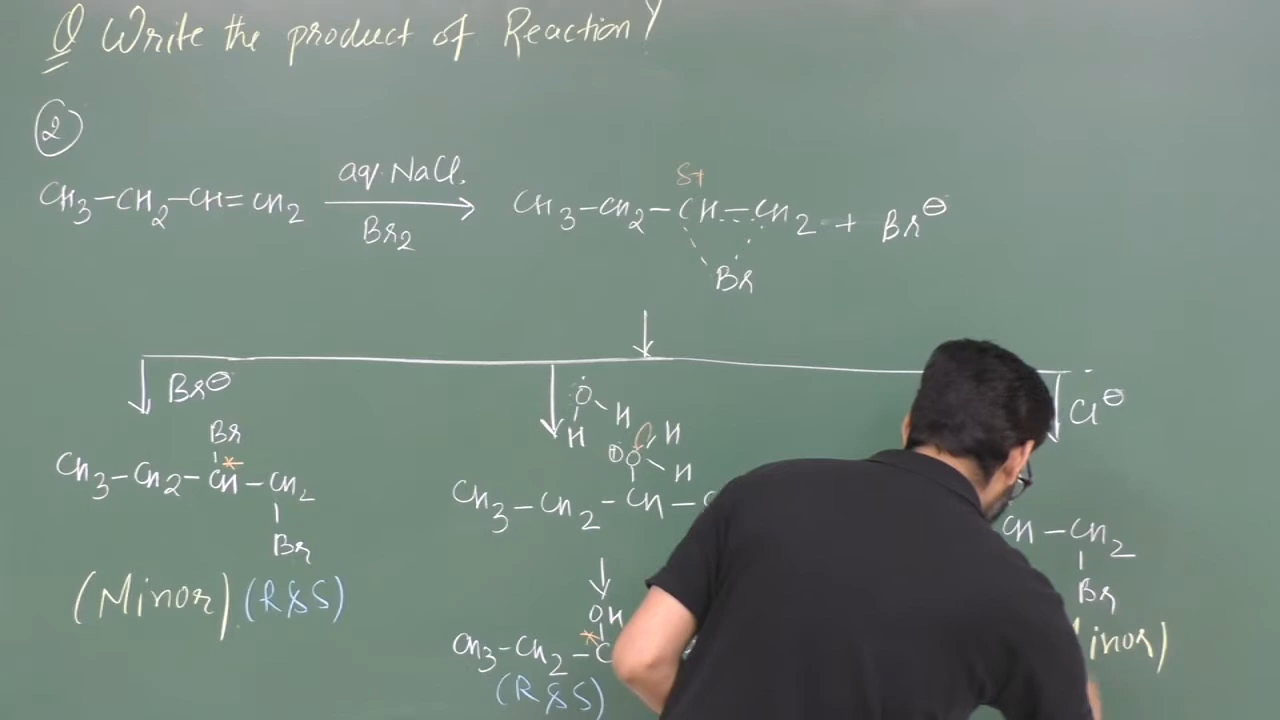 Q Write the product of Reaction?
②
CH3–CH2–CH=CH2 aq. NaCl. Br2 CH3–CH2–CH–CH2 + Br⊖
δ+
Br
Br⊖
Br
CH3–CH2–CH*–CH2
Br
(Minor) (R&S)
O H
H
⊕O H
H
CH3–CH2–CH–C
OH
CH3–CH2–C
*
(R&S)
Cl⊖
CH–CH2
Br
inor)